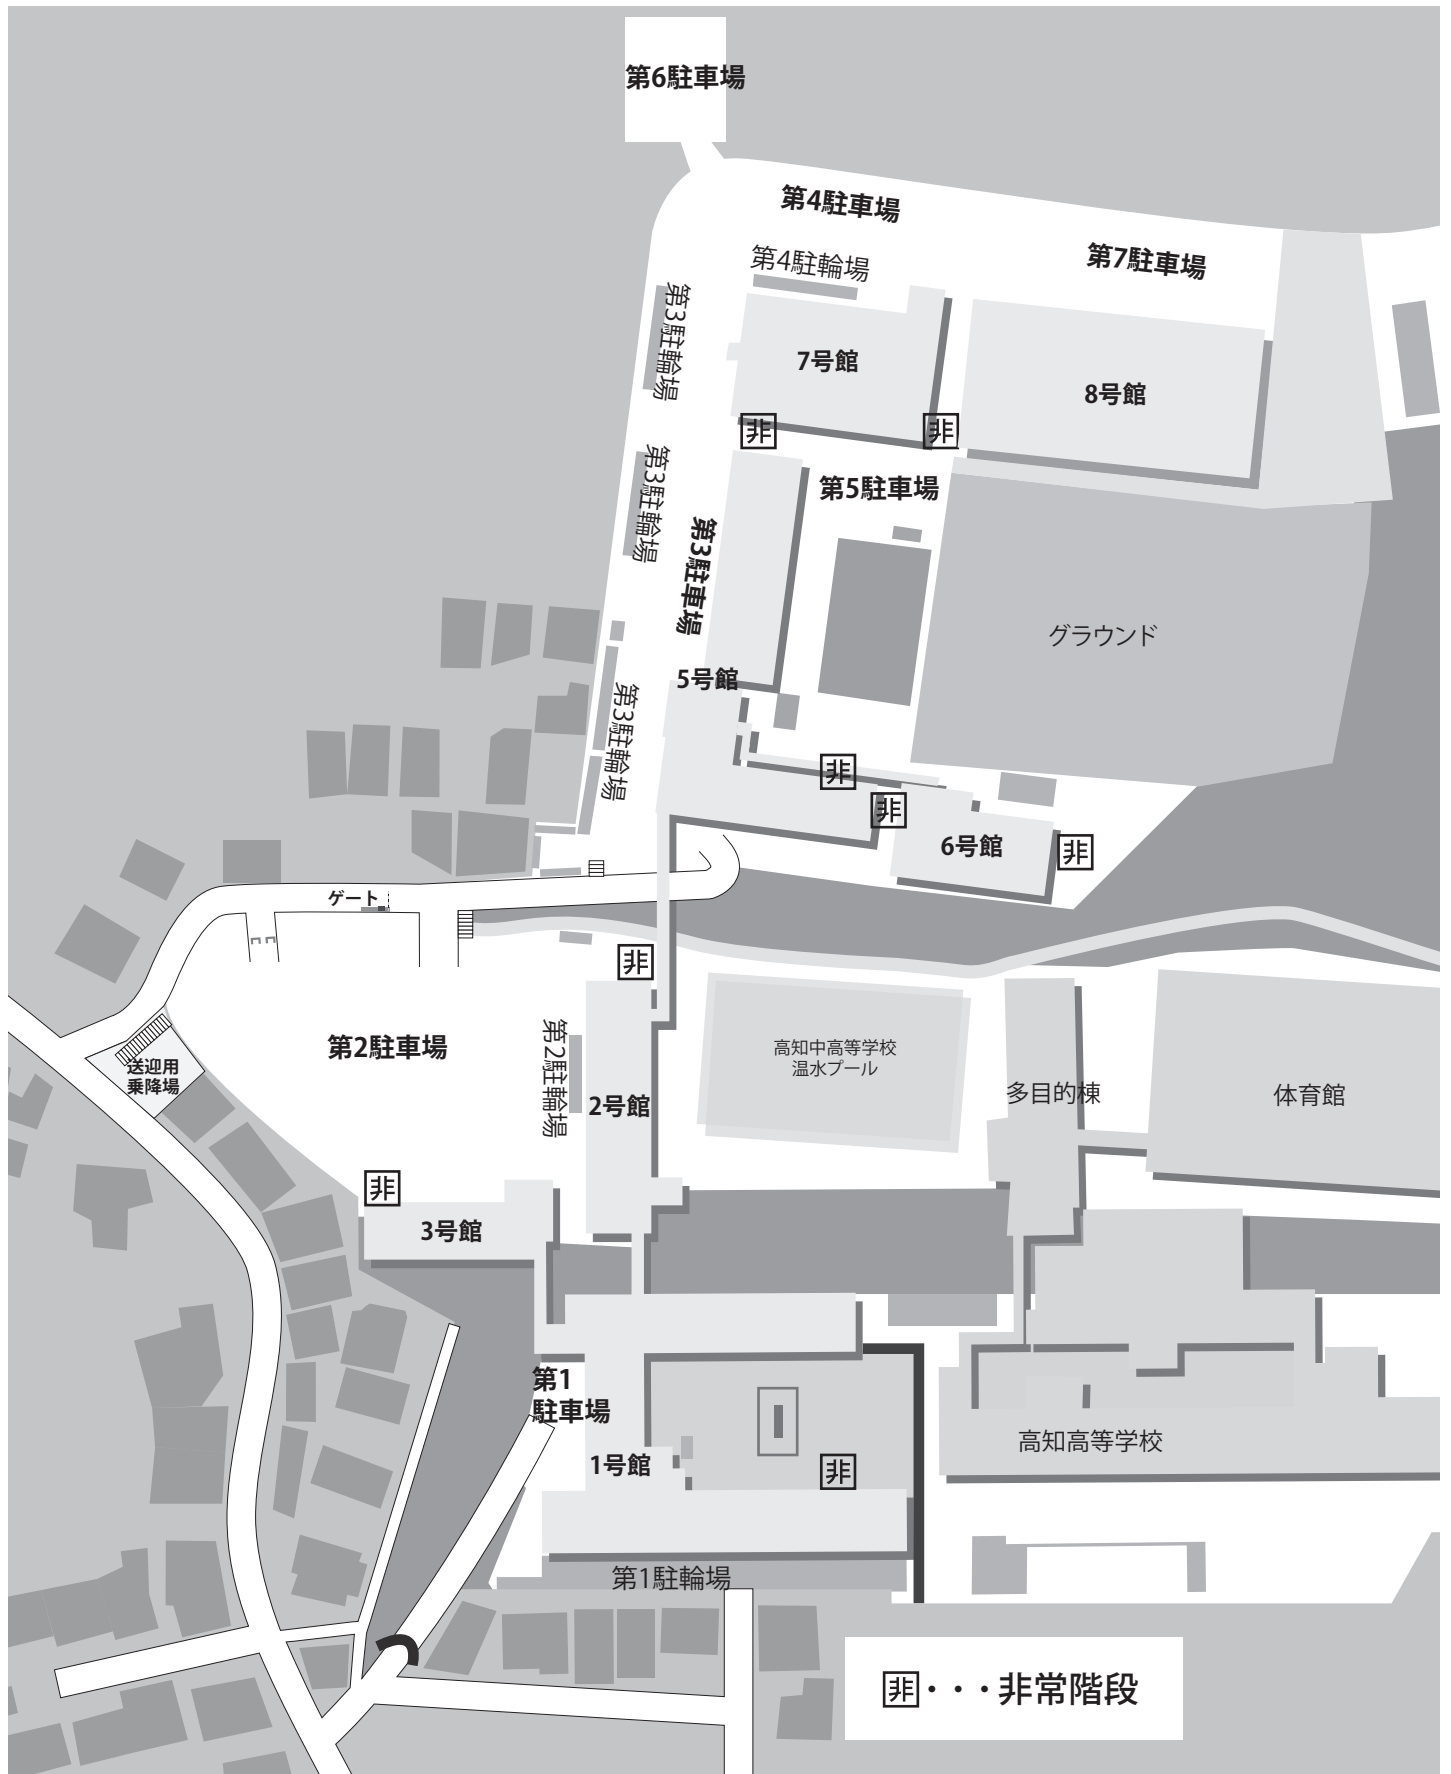 第6駐車場
第4駐車場
第7駐車場
第4駐輪場
第3駐輪場
7号館
8号館
非
非
第3駐輪場
第5駐車場
第3駐車場
グラウンド
5号館
第3駐輪場
非
非
6号館
非
ゲート
非
第2駐車場
第2駐輪場
高知中高等学校
温水プール
送迎用
乗降場
2号館
多目的棟
体育館
非
3号館
第1
駐車場
高知高等学校
1号館
非
第1駐輪場
非・・・非常階段